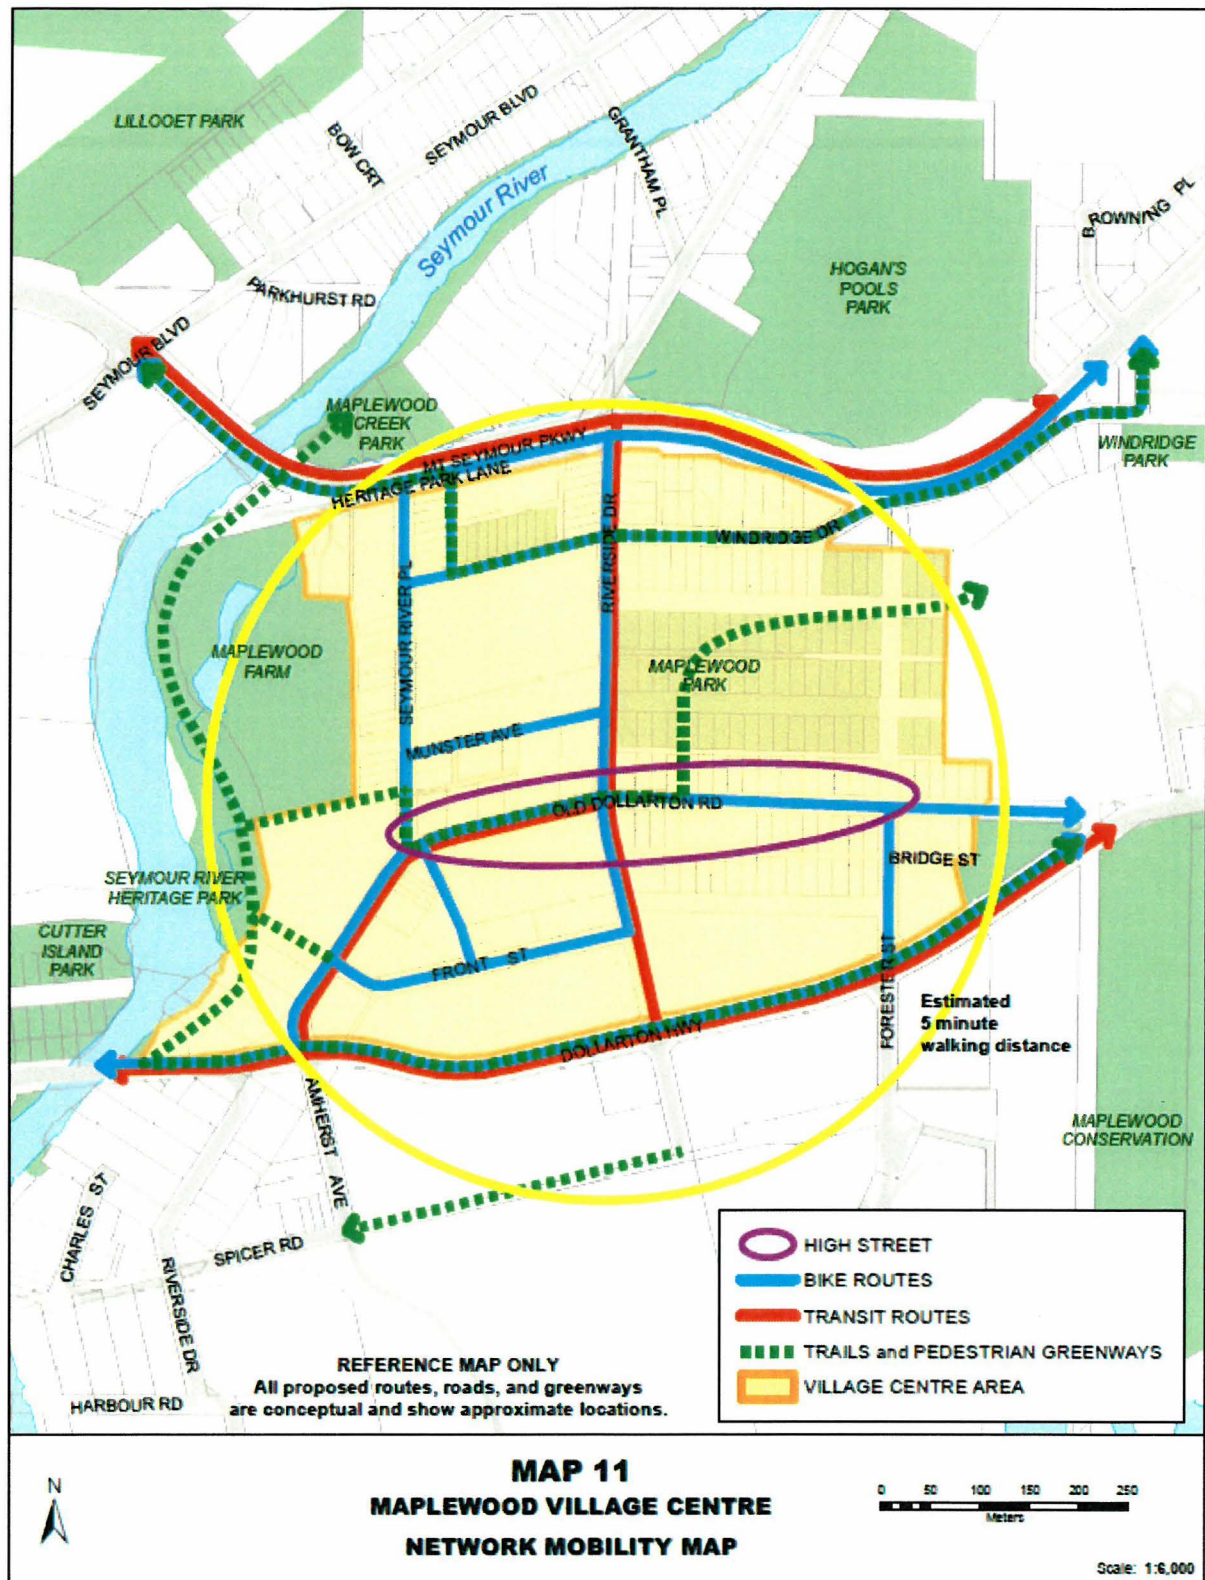 LILLOOET PARK
BOW CRT
SEYMOUR BLVD
GRANTHAM PL
Seymour River
BROWNING PL
HOGAN'S
POOLS
PARK
PARKHURST RD
SEYMOUR BLVD
MAPLEWOOD
CREEK
PARK
MT SEYMOUR PKWY
HERITAGE PARK LANE
WINDRIDGE
PARK
RIVERSIDE DR
WINDRIDGE DR
SEYMOUR RIVER PL
MAPLEWOOD
FARM
MAPLEWOOD
PARK
MUNSTER AVE
OLD DOLLARTON RD
BRIDGE ST
SEYMOUR RIVER
HERITAGE PARK
CUTTER
ISLAND
PARK
FRONT ST
FORESTER ST
Estimated
5 minute
walking distance
DOLLARTON HWY
AMHERST AVE
MAPLEWOOD
CONSERVATION
CHARLES ST
SPICER RD
RIVERSIDE DR
HARBOUR RD
HIGH STREET
BIKE ROUTES
TRANSIT ROUTES
TRAILS and PEDESTRIAN GREENWAYS
VILLAGE CENTRE AREA
REFERENCE MAP ONLY
All proposed routes, roads, and greenways
are conceptual and show approximate locations.
N
MAP 11
MAPLEWOOD VILLAGE CENTRE
NETWORK MOBILITY MAP
0 50 100 150 200 250
Meters
Scale: 1:6,000